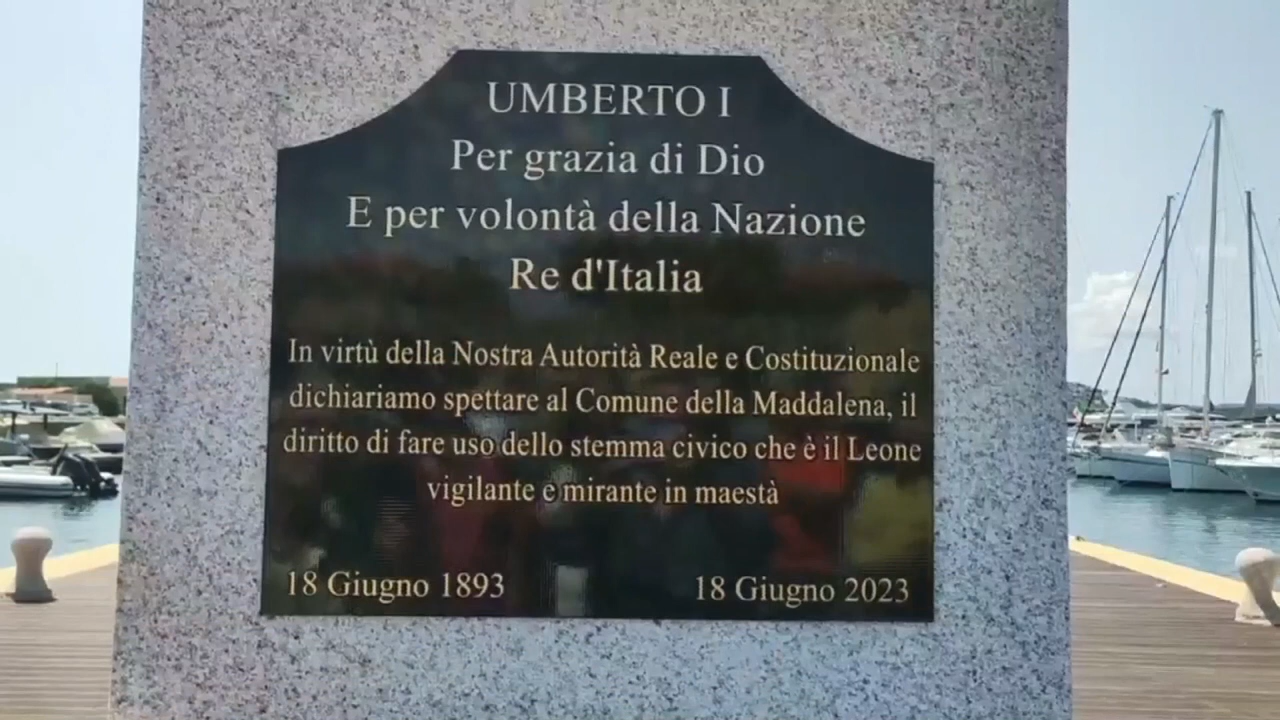 UMBERTO I
Per grazia di Dio
E per volontà della Nazione
Re d'Italia
In virtù della Nostra Autorità Reale e Costituzionale
dichiariamo spettare al Comune della Maddalena, il
diritto di fare uso dello stemma civico che è il Leone
vigilante e mirante in maestà
18 Giugno 1893 18 Giugno 2023